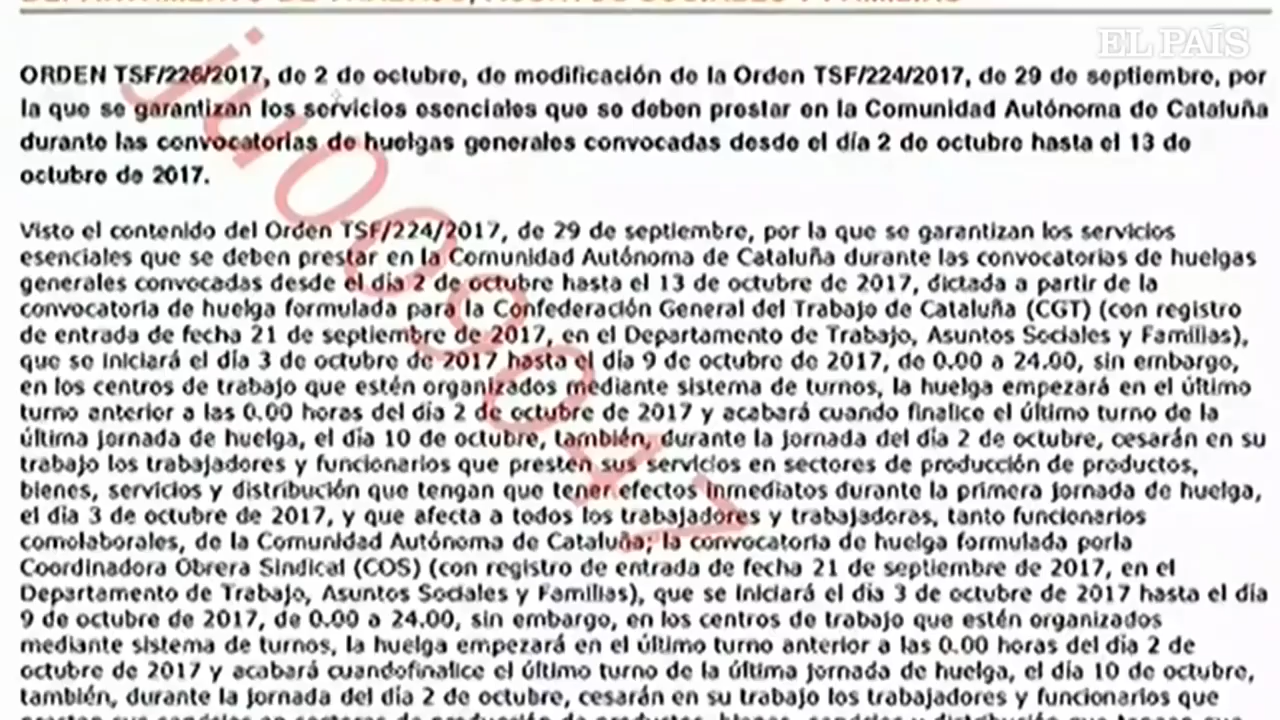 DEPARTAMENTO DE TRABAJO, ASUNTOS SOCIALES Y FAMILIAS
EL PAÍS
ORDEN TSF/226/2017, de 2 de octubre, de modificación de la Orden TSF/224/2017, de 29 de septiembre, por
la que se garantizan los servicios esenciales que se deben prestar en la Comunidad Autónoma de Cataluña
durante las convocatorias de huelgas generales convocadas desde el día 2 de octubre hasta el 13 de
octubre de 2017.
Visto el contenido del Orden TSF/224/2017, de 29 de septiembre, por la que se garantizan los servicios
esenciales que se deben prestar en la Comunidad Autónoma de Cataluña durante las convocatorias de huelgas
generales convocadas desde el día 2 de octubre hasta el 13 de octubre de 2017, dictada a partir de la
convocatoria de huelga formulada para la Confederación General del Trabajo de Cataluña (CGT) (con registro
de entrada de fecha 21 de septiembre de 2017, en el Departamento de Trabajo, Asuntos Sociales y Familias),
que se iniciará el día 3 de octubre de 2017 hasta el día 9 de octubre de 2017, de 0.00 a 24.00, sin embargo,
en los centros de trabajo que estén organizados mediante sistema de turnos, la huelga empezará en el último
turno anterior a las 0.00 horas del día 2 de octubre de 2017 y acabará cuando finalice el último turno de la
última jornada de huelga, el día 10 de octubre, también, durante la jornada del día 2 de octubre, cesarán en su
trabajo los trabajadores y funcionarios que presten sus servicios en sectores de producción de productos,
bienes, servicios y distribución que tengan que tener efectos inmediatos durante la primera jornada de huelga,
el día 3 de octubre de 2017, y que afecta a todos los trabajadores y trabajadoras, tanto funcionarios
comolaborales, de la Comunidad Autónoma de Cataluña; la convocatoria de huelga formulada porla
Coordinadora Obrera Sindical (COS) (con registro de entrada de fecha 21 de septiembre de 2017, en el
Departamento de Trabajo, Asuntos Sociales y Familias), que se iniciará el día 3 de octubre de 2017 hasta el día
9 de octubre de 2017, de 0.00 a 24.00, sin embargo, en los centros de trabajo que estén organizados
mediante sistema de turnos, la huelga empezará en el último turno anterior a las 0.00 horas del día 2 de
octubre de 2017 y acabará cuandofinalice el último turno de la última jornada de huelga, el día 10 de octubre,
también, durante la jornada del día 2 de octubre, cesarán en su trabajo los trabajadores y funcionarios que